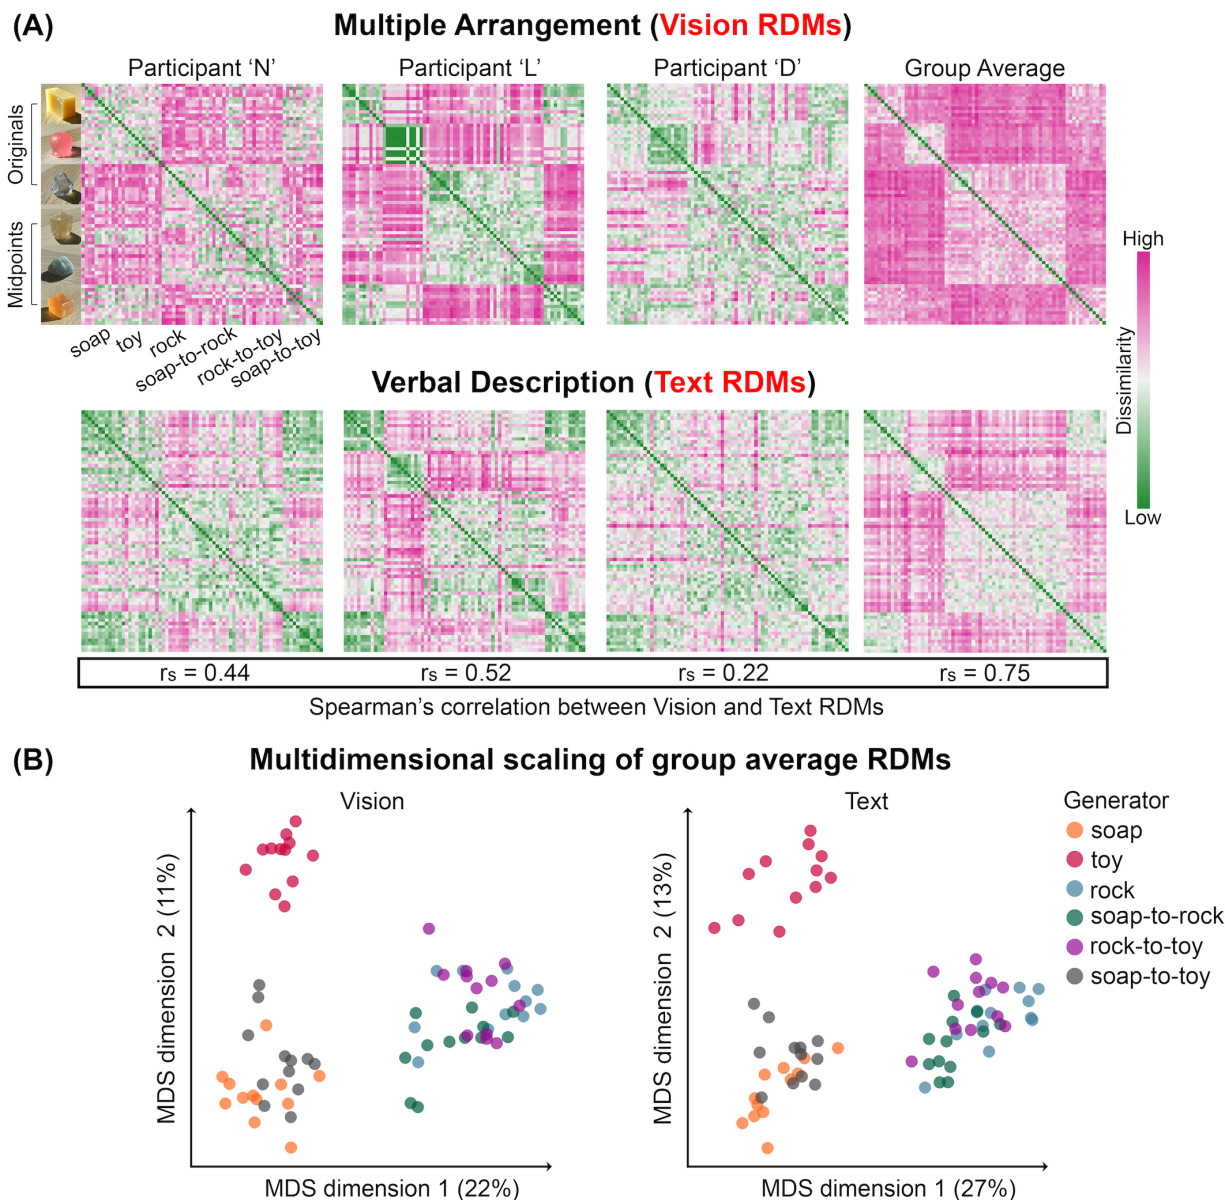 (A)
Multiple Arrangement (Vision RDMs)
Participant ‘N’
Participant ‘L’
Participant ‘D’
Group Average
Originals
Midpoints
soap
toy
rock
soap-to-rock
rock-to-toy
soap-to-toy
High
Dissimilarity
Low
Verbal Description (Text RDMs)
rs = 0.44
rs = 0.52
rs = 0.22
rs = 0.75
Spearman’s correlation between Vision and Text RDMs
(B)
Multidimensional scaling of group average RDMs
Vision
MDS dimension 2 (11%)
MDS dimension 1 (22%)
Text
MDS dimension 2 (13%)
MDS dimension 1 (27%)
Generator
soap
toy
rock
soap-to-rock
rock-to-toy
soap-to-toy